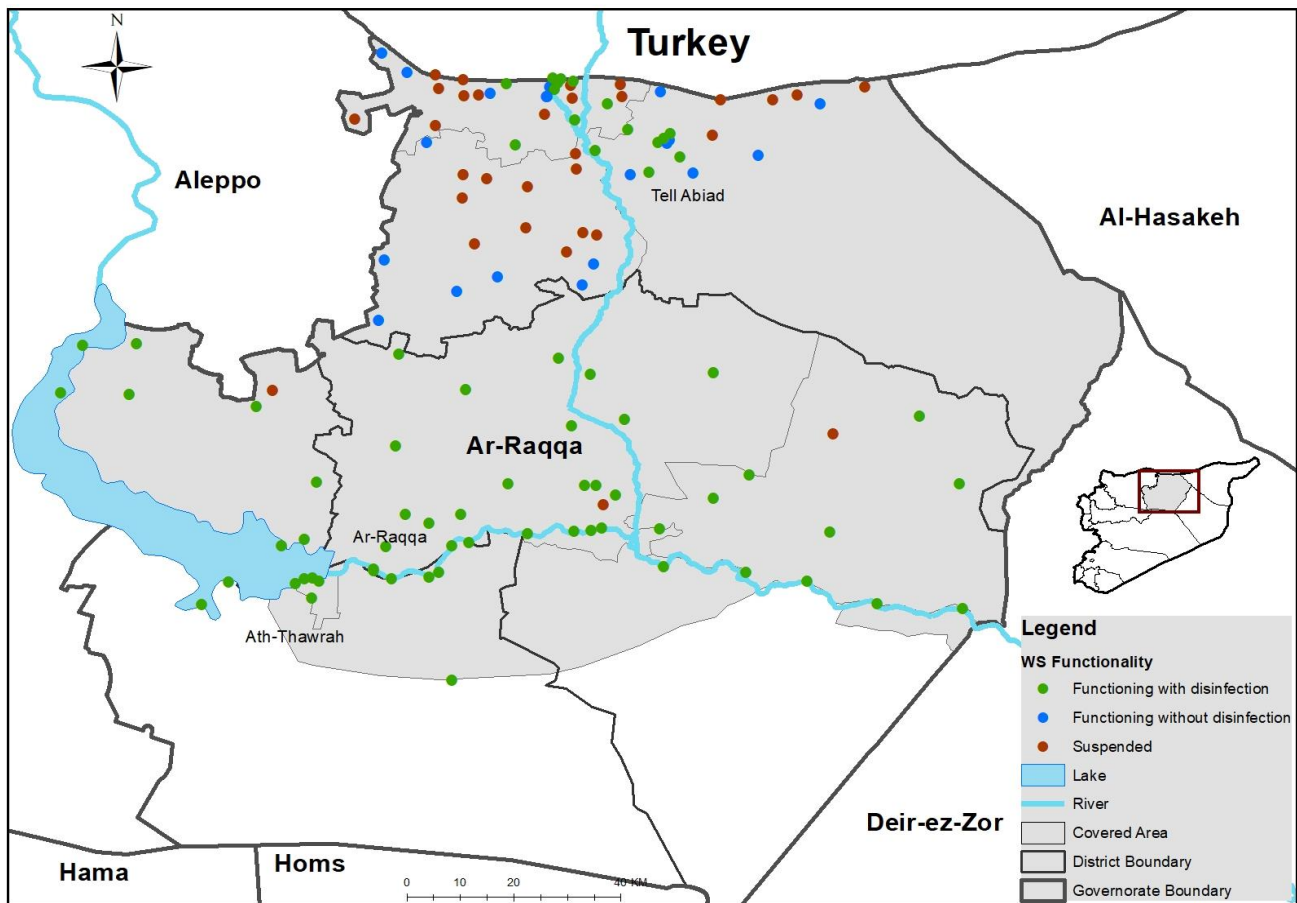 N
Turkey
Aleppo
Tell Abiad
Al-Hasakeh
Ar-Raqqa
Ar-Raqqa
Ath-Thawrah
Deir-ez-Zor
Hama
Homs
0 10 20 40 KM
Legend
WS Functionality
Functioning with disinfection
Functioning without disinfection
Suspended
Lake
River
Covered Area
District Boundary
Governorate Boundary